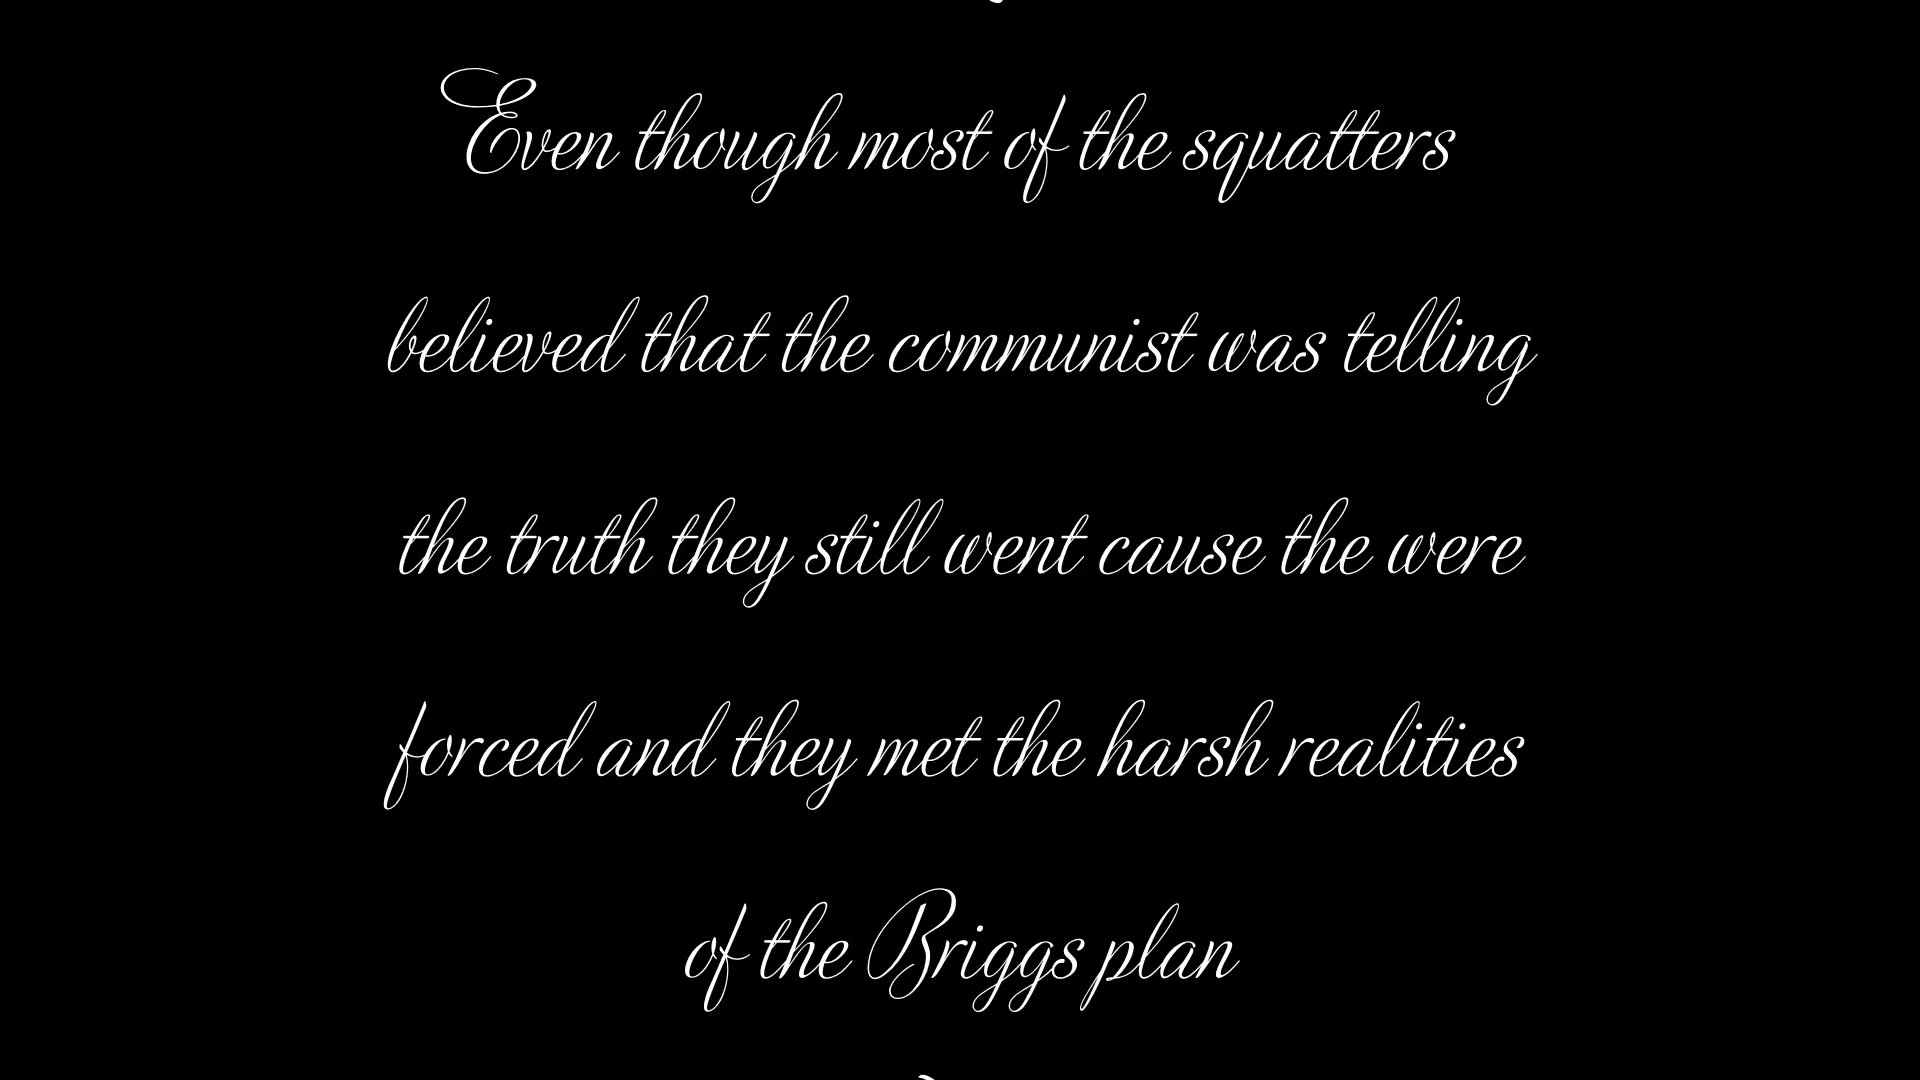 Even though most of the squatters
believed that the communist was telling
the truth they still went cause the were
forced and they met the harsh realities
of the Briggs plan